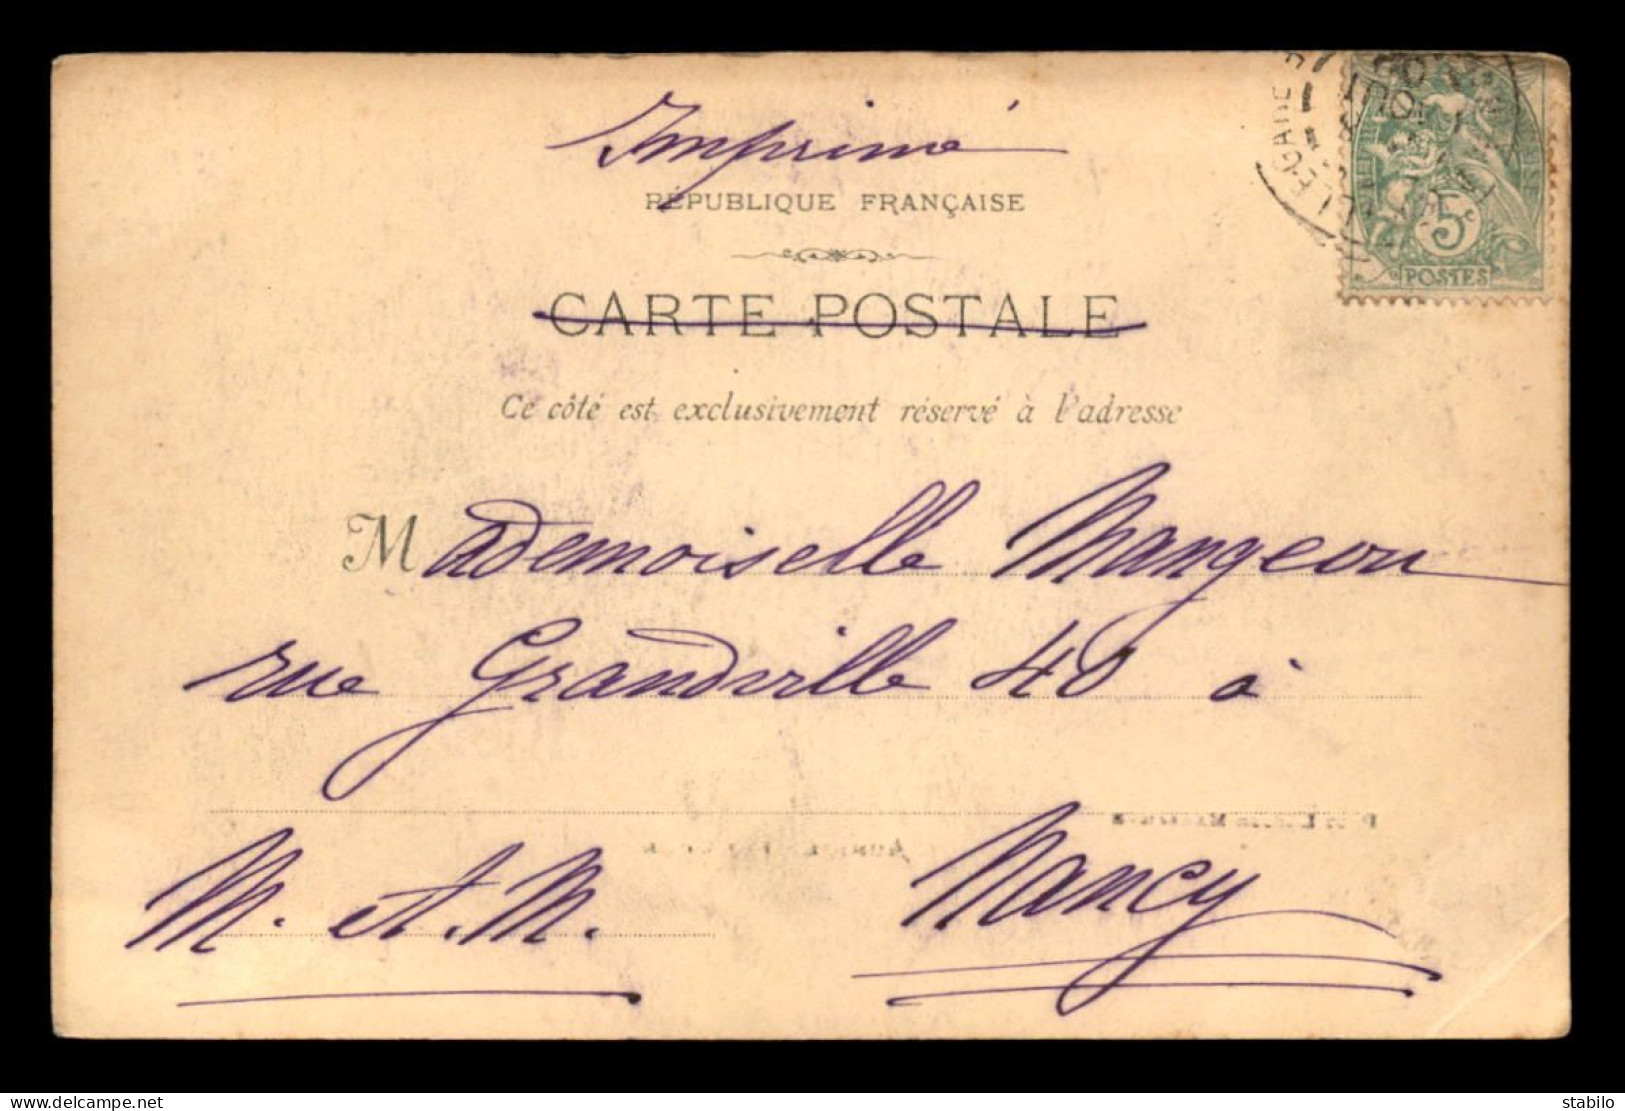 Imprimé
RÉPUBLIQUE FRANÇAISE
CARTE POSTALE
Ce côté est exclusivement réservé à l'adresse
Mademoiselle Mangeon
rue Grandville 40 à
Nancy
M. et M.
5c
POSTES
delcampe.net
stabilo